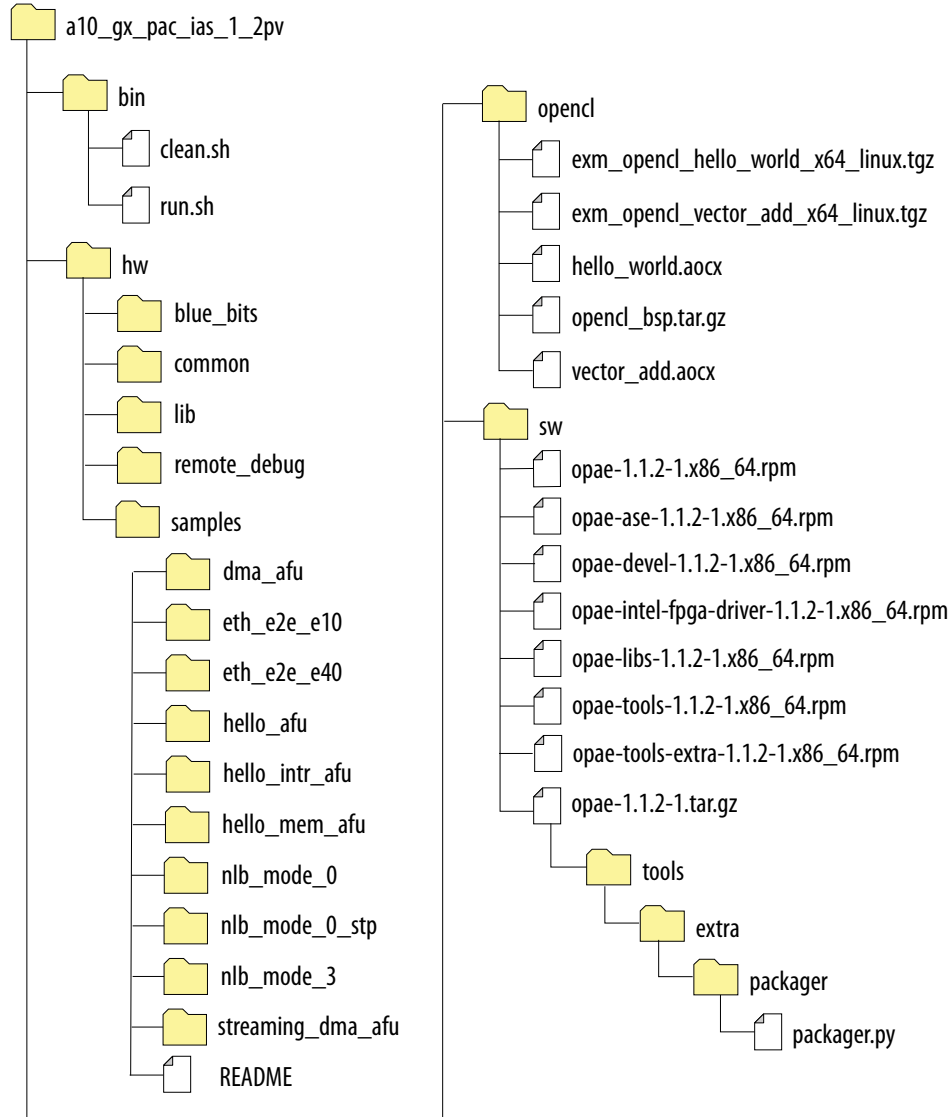 a10_gx_pac_ias_1_2pv
bin
clean.sh
run.sh
hw
blue_bits
common
lib
remote_debug
samples
dma_afu
eth_e2e_e10
eth_e2e_e40
hello_afu
hello_intr_afu
hello_mem_afu
nlb_mode_0
nlb_mode_0_stp
nlb_mode_3
streaming_dma_afu
README
opencl
exm_opencl_hello_world_x64_linux.tgz
exm_opencl_vector_add_x64_linux.tgz
hello_world.aocx
opencl_bsp.tar.gz
vector_add.aocx
sw
opae-1.1.2-1.x86_64.rpm
opae-ase-1.1.2-1.x86_64.rpm
opae-devel-1.1.2-1.x86_64.rpm
opae-intel-fpga-driver-1.1.2-1.x86_64.rpm
opae-libs-1.1.2-1.x86_64.rpm
opae-tools-1.1.2-1.x86_64.rpm
opae-tools-extra-1.1.2-1.x86_64.rpm
opae-1.1.2-1.tar.gz
tools
extra
packager
packager.py